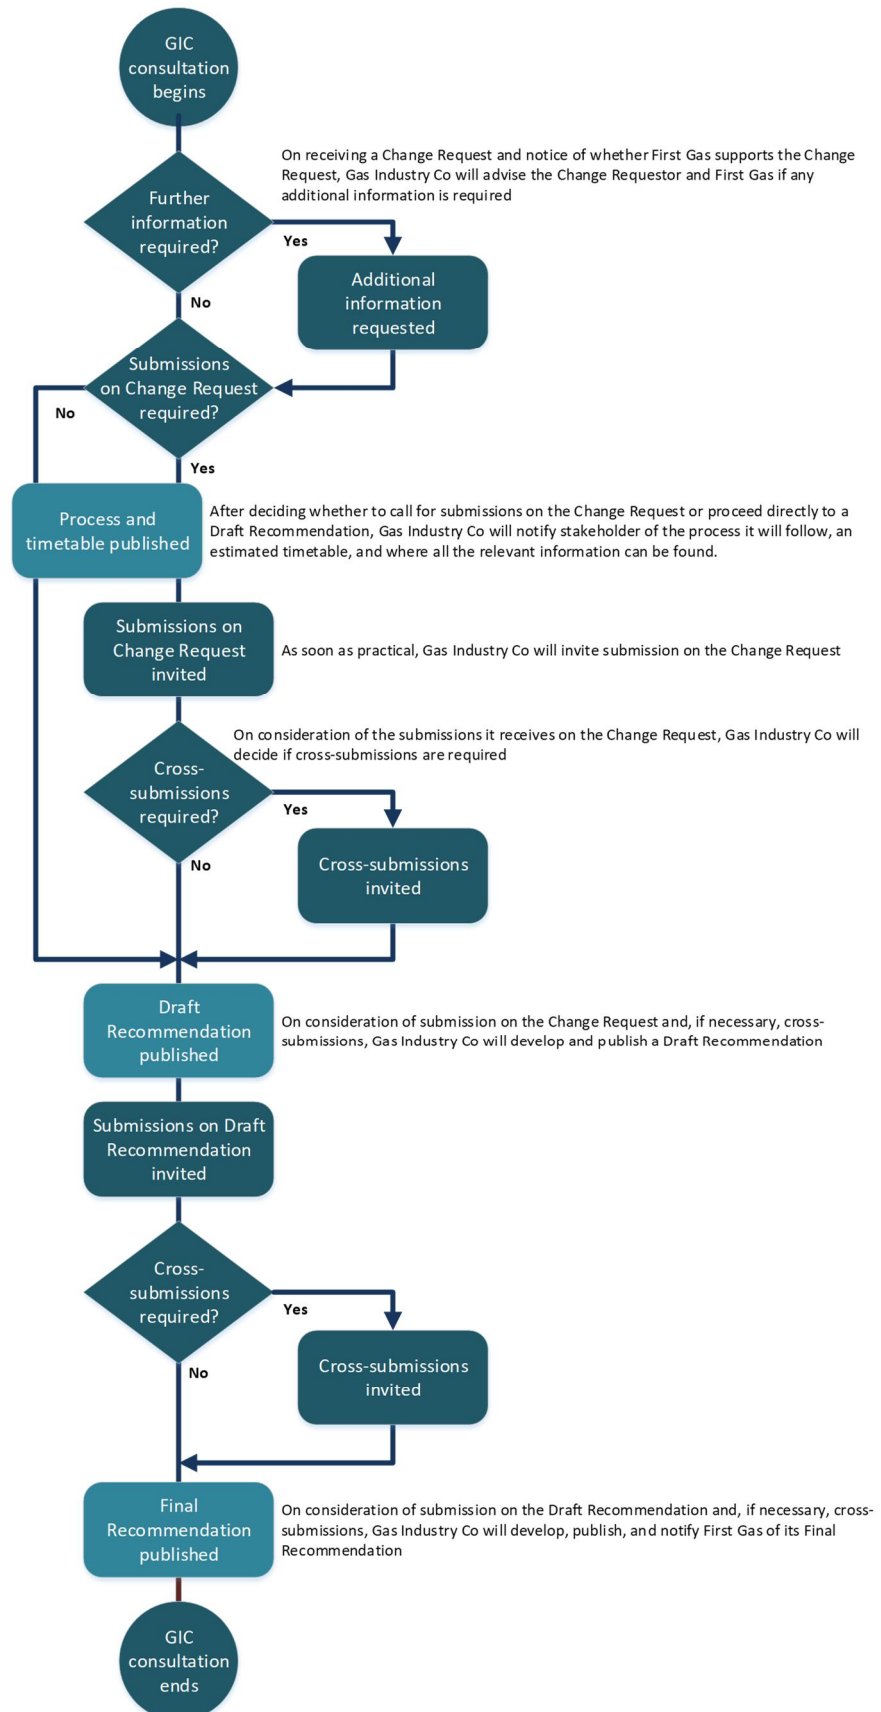 GIC
consultation
begins
On receiving a Change Request and notice of whether First Gas supports the Change
Request, Gas Industry Co will advise the Change Requestor and First Gas if any
additional information is required
Further
information
required?
Yes
Additional
information
requested
No
Submissions
on Change Request
required?
No
Yes
Process and
timetable published
After deciding whether to call for submissions on the Change Request or proceed directly to a
Draft Recommendation, Gas Industry Co will notify stakeholder of the process it will follow, an
estimated timetable, and where all the relevant information can be found.
Submissions on
Change Request
invited
As soon as practical, Gas Industry Co will invite submission on the Change Request
On consideration of the submissions it receives on the Change Request, Gas Industry Co will
decide if cross-submissions are required
Cross-
submissions
required?
Yes
Cross-submissions
invited
No
Draft
Recommendation
published
On consideration of submission on the Change Request and, if necessary, cross-
submissions, Gas Industry Co will develop and publish a Draft Recommendation
Submissions on Draft
Recommendation
invited
Cross-
submissions
required?
Yes
Cross-submissions
invited
No
Final
Recommendation
published
On consideration of submission on the Draft Recommendation and, if necessary, cross-
submissions, Gas Industry Co will develop, publish, and notify First Gas of its Final
Recommendation
GIC
consultation
ends